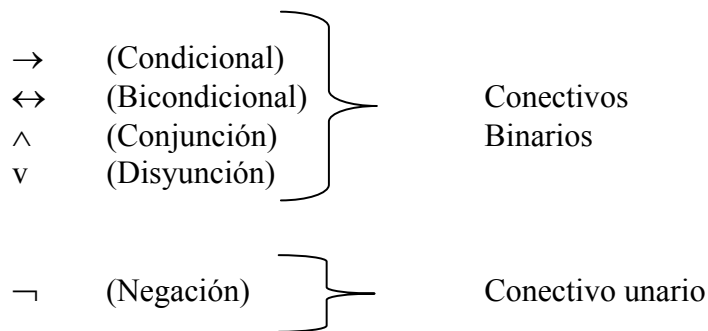 → (Condicional)
↔ (Bicondicional) Conectivos
∧ (Conjunción) Binarios
v (Disyunción)
¬ (Negación) Conectivo unario